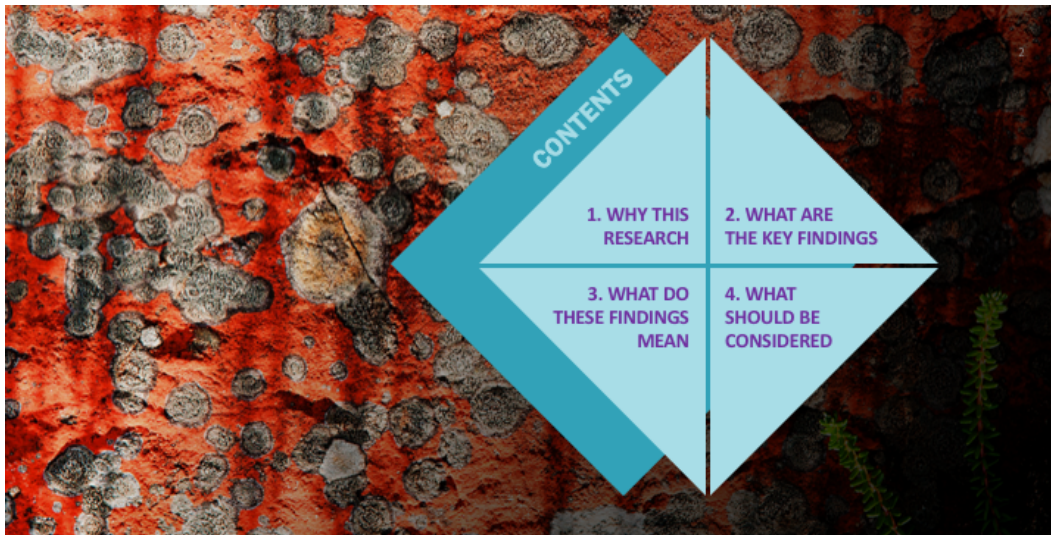 2
CONTENTS
1. WHY THIS
RESEARCH
2. WHAT ARE
THE KEY FINDINGS
3. WHAT DO
THESE FINDINGS
MEAN
4. WHAT
SHOULD BE
CONSIDERED